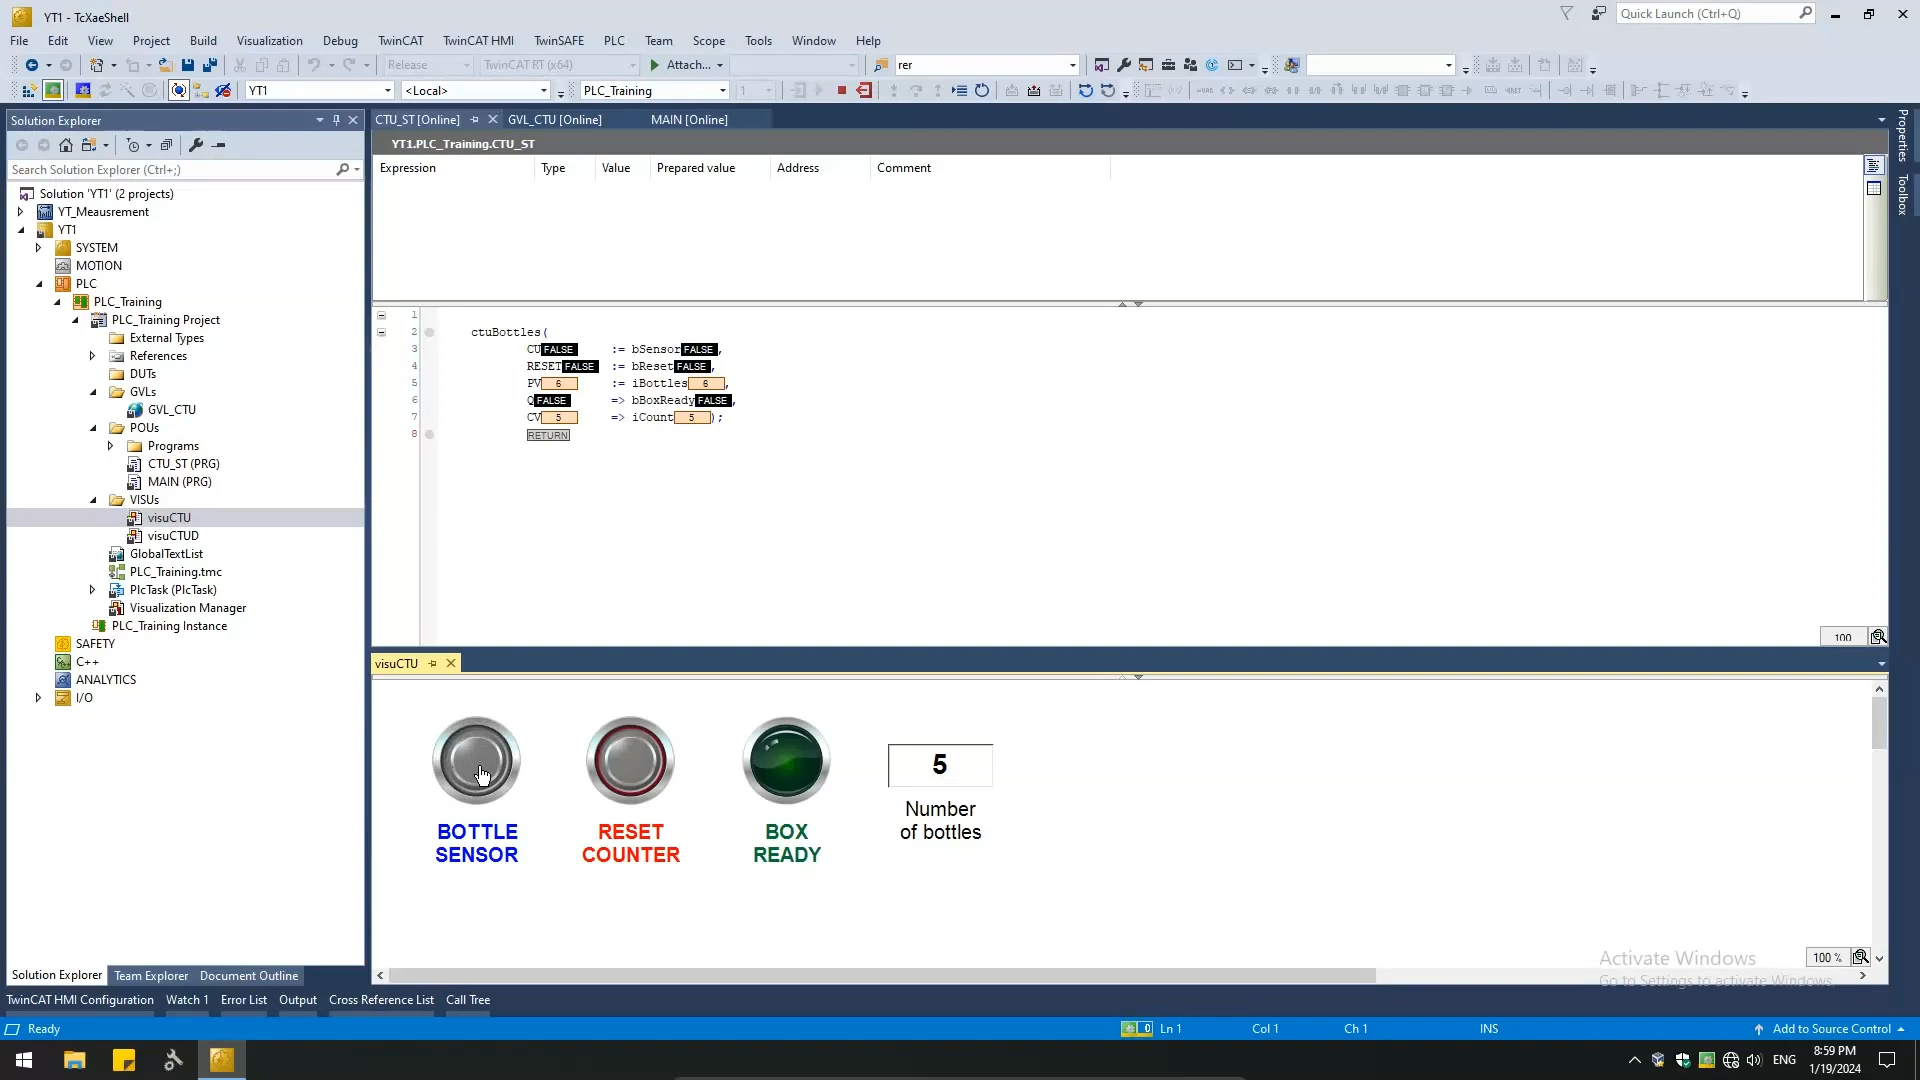 YT1 - TcXaeShell
Quick Launch (Ctrl+Q)
File Edit View Project Build Visualization Debug TwinCAT TwinCAT HMI TwinSAFE PLC Team Scope Tools Window Help
Release TwinCAT RT (x64) Attach... rer
YT1 <Local> PLC_Training 1
Solution Explorer
Search Solution Explorer (Ctrl+;)
Solution 'YT1' (2 projects)
YT_Meausrement
YT1
SYSTEM
MOTION
PLC
PLC_Training
PLC_Training Project
External Types
References
DUTs
GVLs
GVL_CTU
POUs
Programs
CTU_ST (PRG)
MAIN (PRG)
VISUs
visuCTU
visuCTUD
GlobalTextList
PLC_Training.tmc
PlcTask (PlcTask)
Visualization Manager
PLC_Training Instance
SAFETY
C++
ANALYTICS
I/O
Solution Explorer Team Explorer Document Outline
CTU_ST [Online] GVL_CTU [Online] MAIN [Online]
YT1.PLC_Training.CTU_ST
Expression Type Value Prepared value Address Comment
1
2 ctuBottles(
3 CU FALSE := bSensor FALSE ,
4 RESET FALSE := bReset FALSE ,
5 PV 6 := iBottles 6 ,
6 Q FALSE => bBoxReady FALSE ,
7 CV 5 => iCount 5 );
8 RETURN
100
visuCTU
5
BOTTLE
SENSOR
RESET
COUNTER
BOX
READY
Number
of bottles
Activate Windows
Go to Settings to activate Windows.
100 %
Properties
Toolbox
TwinCAT HMI Configuration Watch 1 Error List Output Cross Reference List Call Tree
Ready 0 Ln 1 Col 1 Ch 1 INS Add to Source Control
ENG
8:59 PM
1/19/2024